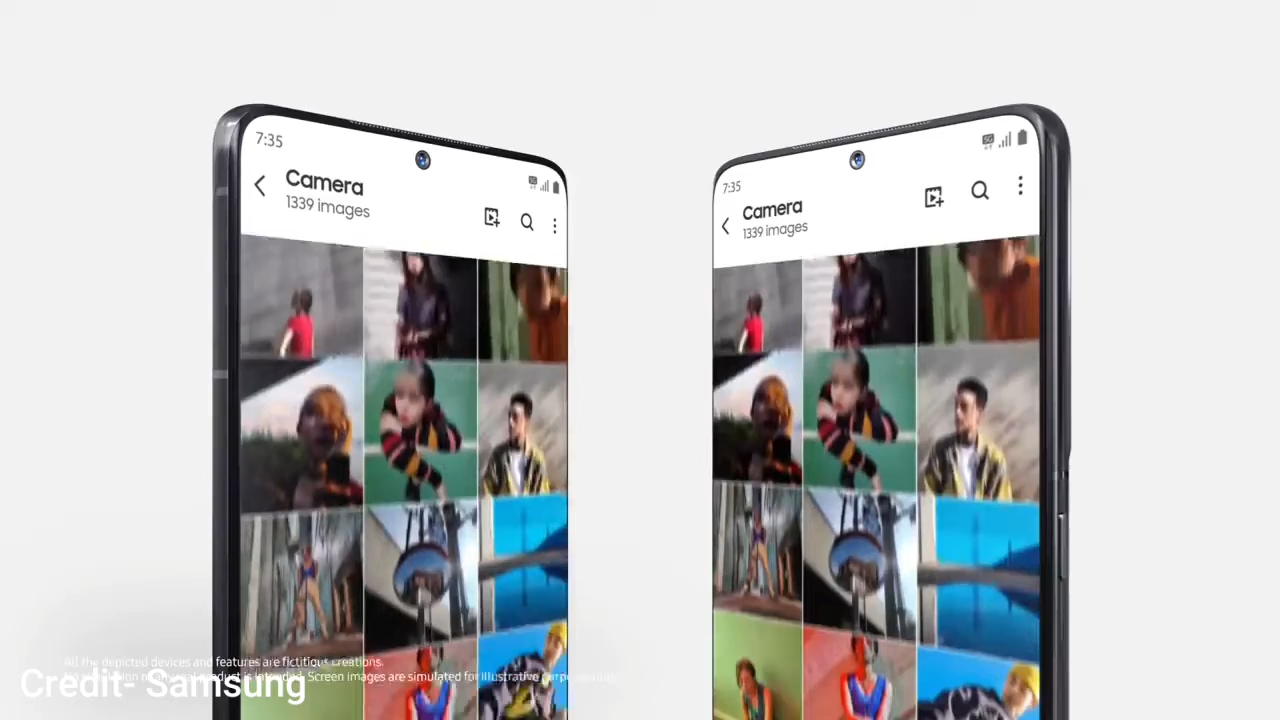 7:35
Camera
1339 images
7:35
Camera
1339 images
All the depicted devices and features are fictitious creations.
Screen images are simulated for illustrative
Credit- Samsung